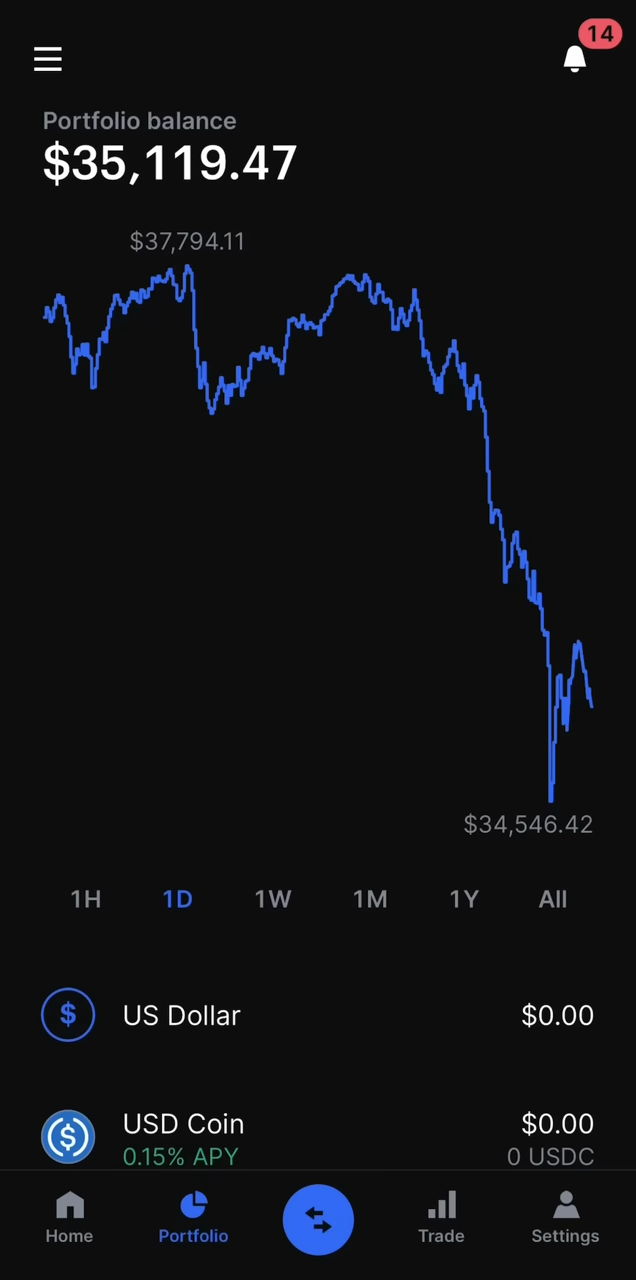 14
Portfolio balance
$35,119.47
$37,794.11
$34,546.42
1H 1D 1W 1M 1Y All
$ US Dollar $0.00
USD Coin $0.00
0.15% APY 0 USDC
Home Portfolio Trade Settings